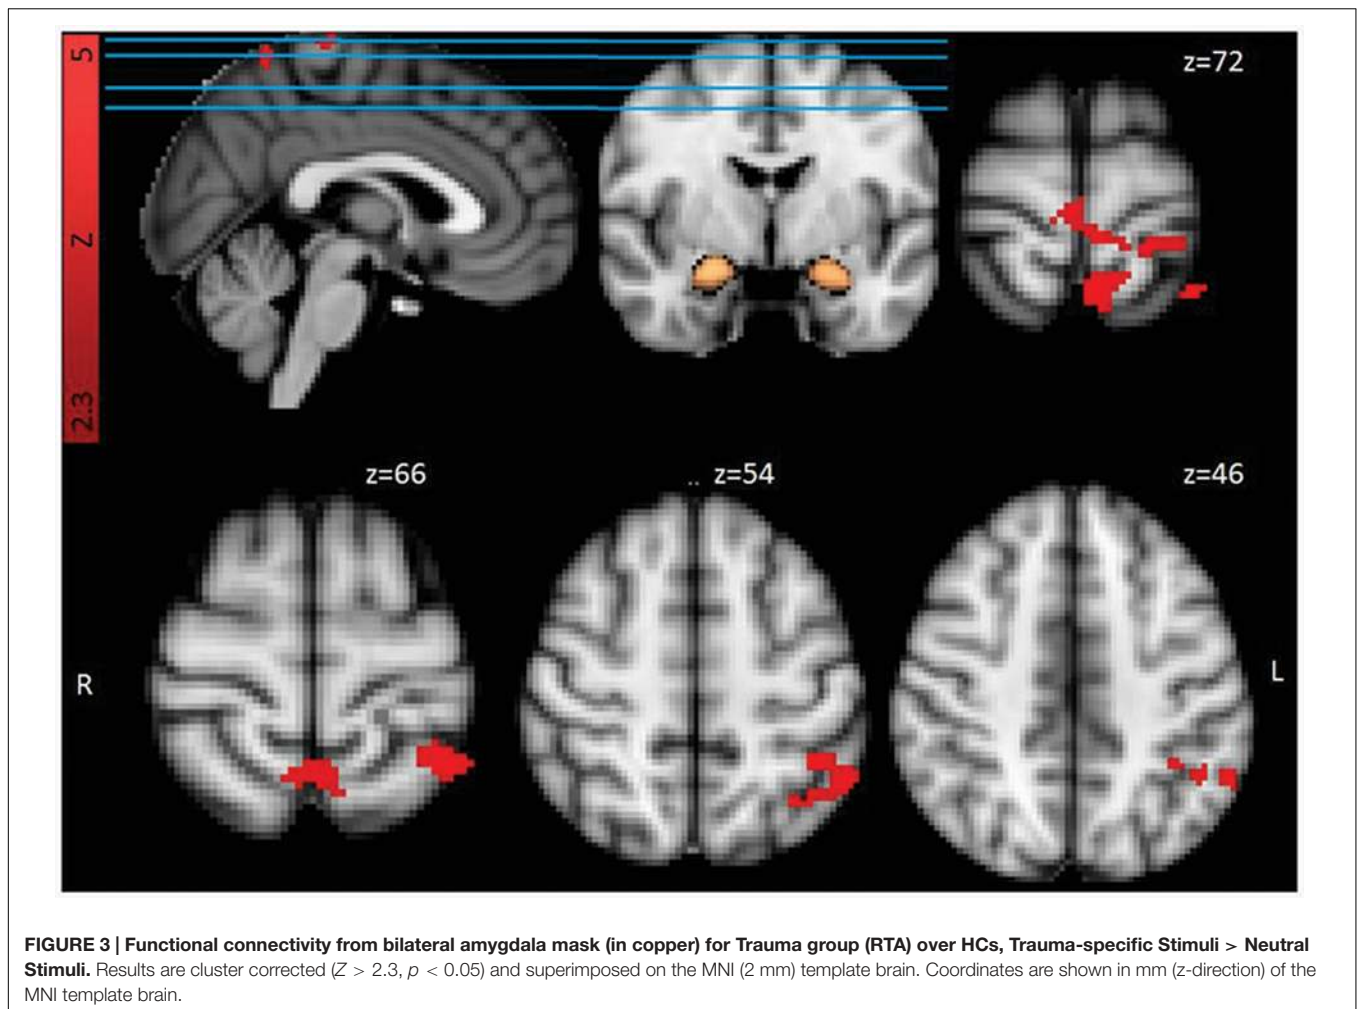 5
Z
2.3
z=72
z=66
.. z=54
z=46
R
L
FIGURE 3 | Functional connectivity from bilateral amygdala mask (in copper) for Trauma group (RTA) over HCs, Trauma-specific Stimuli > Neutral
Stimuli. Results are cluster corrected (Z > 2.3, p < 0.05) and superimposed on the MNI (2 mm) template brain. Coordinates are shown in mm (z-direction) of the
MNI template brain.